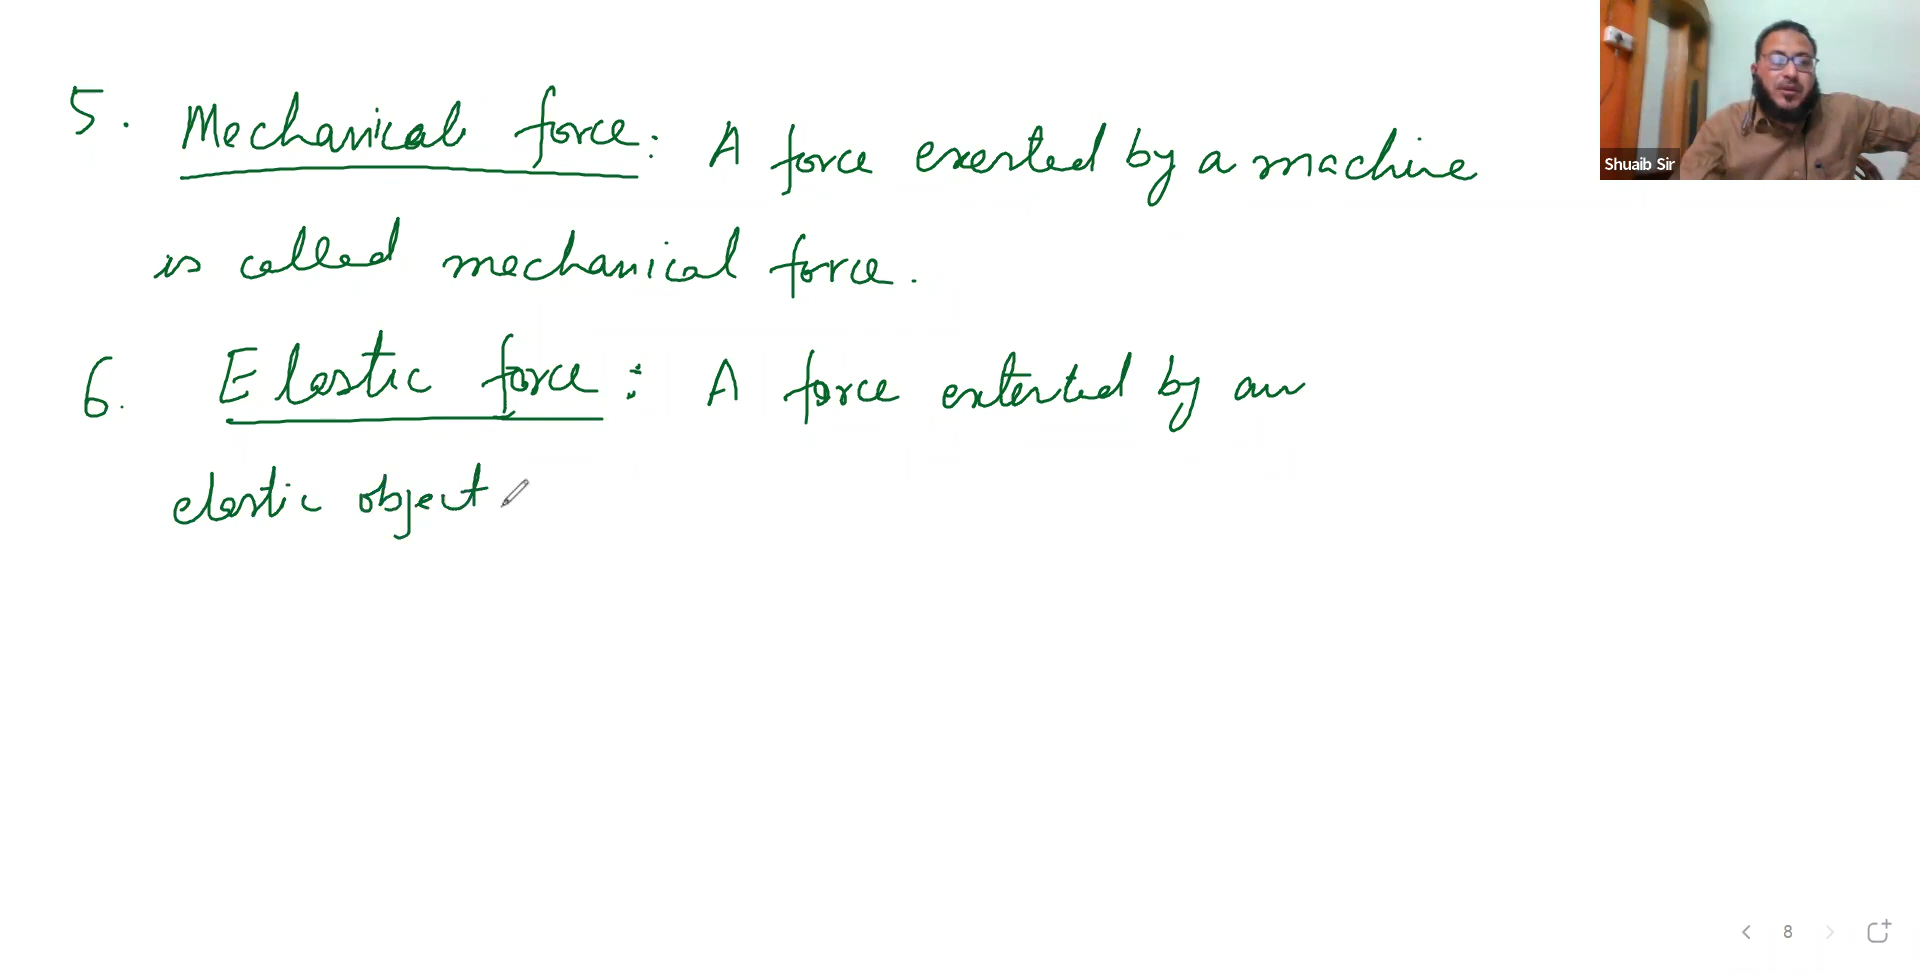 5. Mechanical force: A force exerted by a machine
is called mechanical force.
6. Elastic force: A force extented by an
elastic object
Shuaib Sir
8